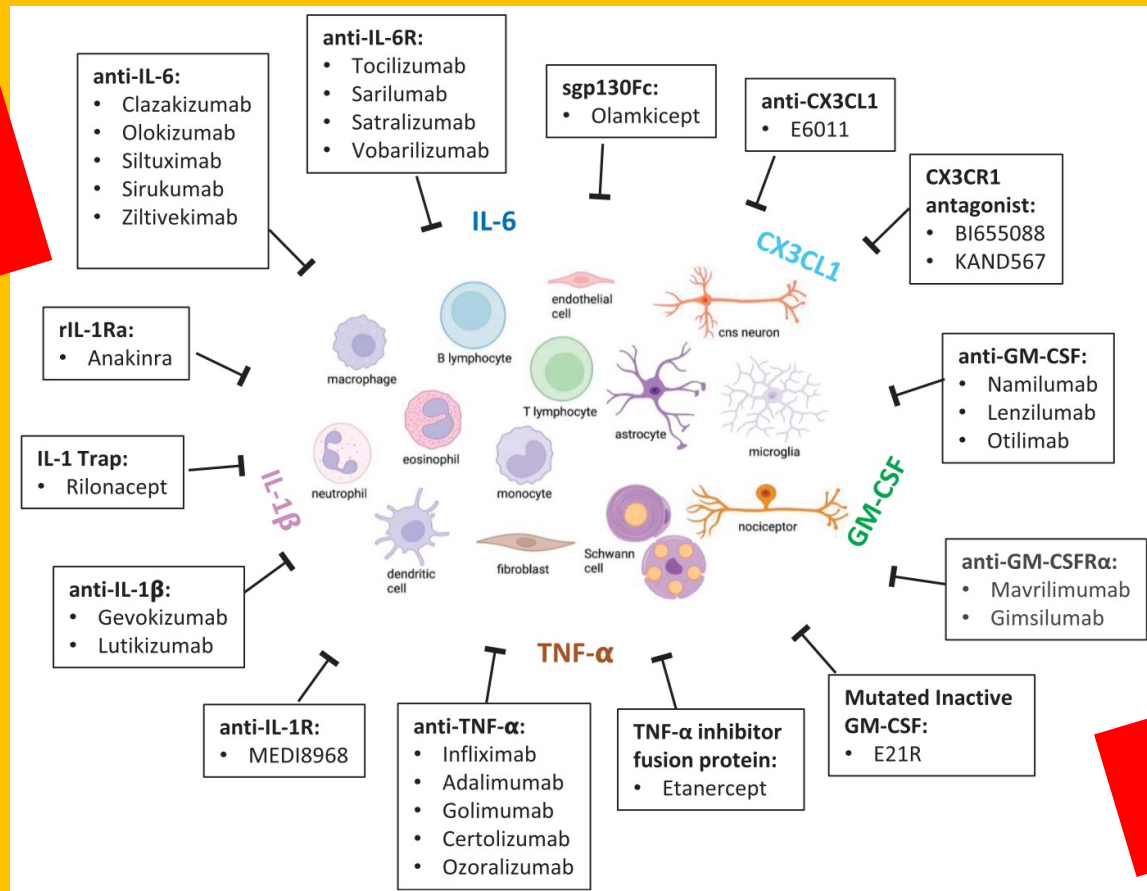 anti-IL-6R:
• Tocilizumab
• Sarilumab
• Satralizumab
• Vobarilizumab
anti-IL-6:
• Clazakizumab
• Olokizumab
• Siltuximab
• Sirukumab
• Ziltivekimab
sgp130Fc:
• Olamkicept
anti-CX3CL1
• E6011
CX3CR1
antagonist:
• BI655088
• KAND567
IL-6
CX3CL1
rIL-1Ra:
• Anakinra
IL-1 Trap:
• Rilonacept
IL-1β
anti-IL-1β:
• Gevokizumab
• Lutikizumab
anti-IL-1R:
• MEDI8968
macrophage
B lymphocyte
endothelial
cell
cns neuron
T lymphocyte
astrocyte
microglia
neutrophil
eosinophil
monocyte
nociceptor
dendritic
cell
fibroblast
Schwann
cell
anti-GM-CSF:
• Namilumab
• Lenzilumab
• Otilimab
GM-CSF
anti-GM-CSFRα:
• Mavrilimumab
• Gimsilumab
Mutated Inactive
GM-CSF:
• E21R
TNF-α
anti-TNF-α:
• Infliximab
• Adalimumab
• Golimumab
• Certolizumab
• Ozoralizumab
TNF-α inhibitor
fusion protein:
• Etanercept